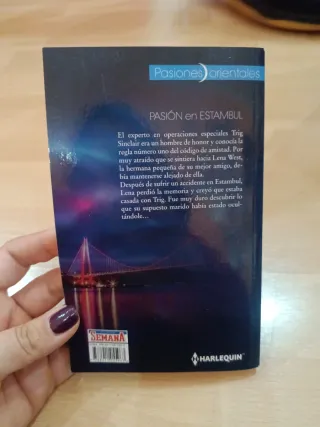 Pasiones orientales
PASIÓN en ESTAMBUL
El experto en operaciones especiales Trig
Sinclair era un hombre de honor y conocía la
regla número uno del código de amistad. Por
muy atraído que se sintiera hacia Lena West,
la hermana pequeña de su mejor amigo, de-
bía mantenerse alejado de ella.
Después de sufrir un accidente en Estambul,
Lena perdió la memoria y creyó que estaba
casada con Trig. Fue muy duro descubrir lo
que su supuesto marido había estado ocul-
tándole...
SEMANA
HARLEQUIN